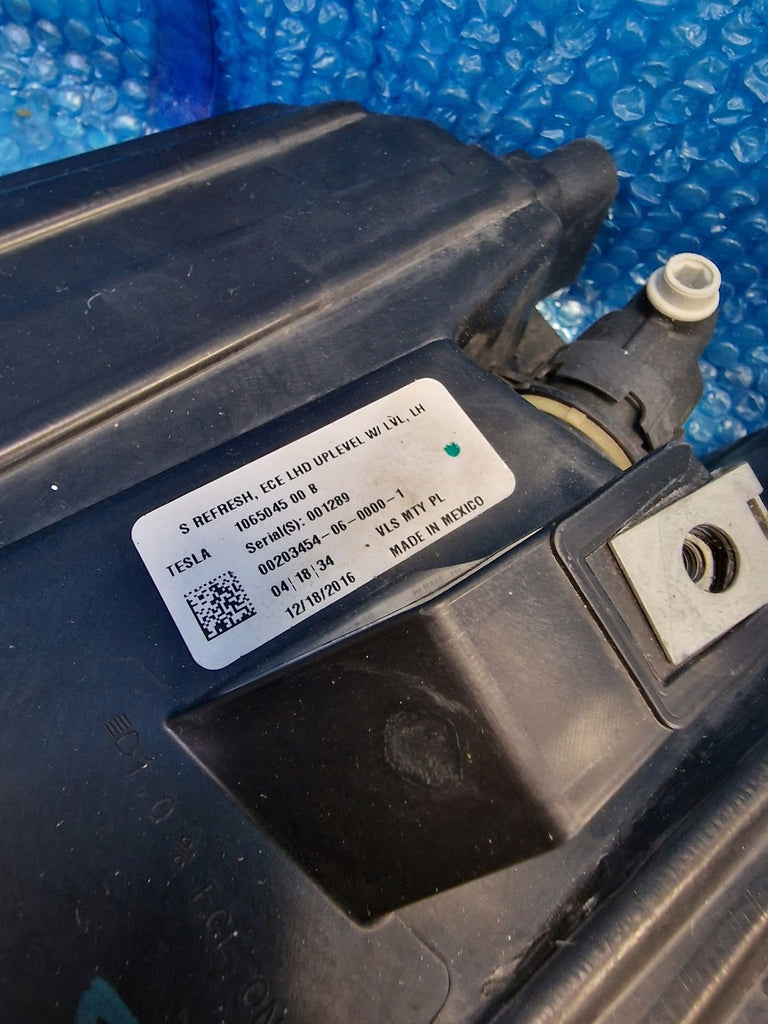 S REFRESH, ECE LHD UPLEVEL W/ LVL, LH
1065045 00 B
TESLA
Serial(S): 001289
00203454-06-0000-1
04|18|34
VLS MTY PL
12/18/2016
MADE IN MEXICO